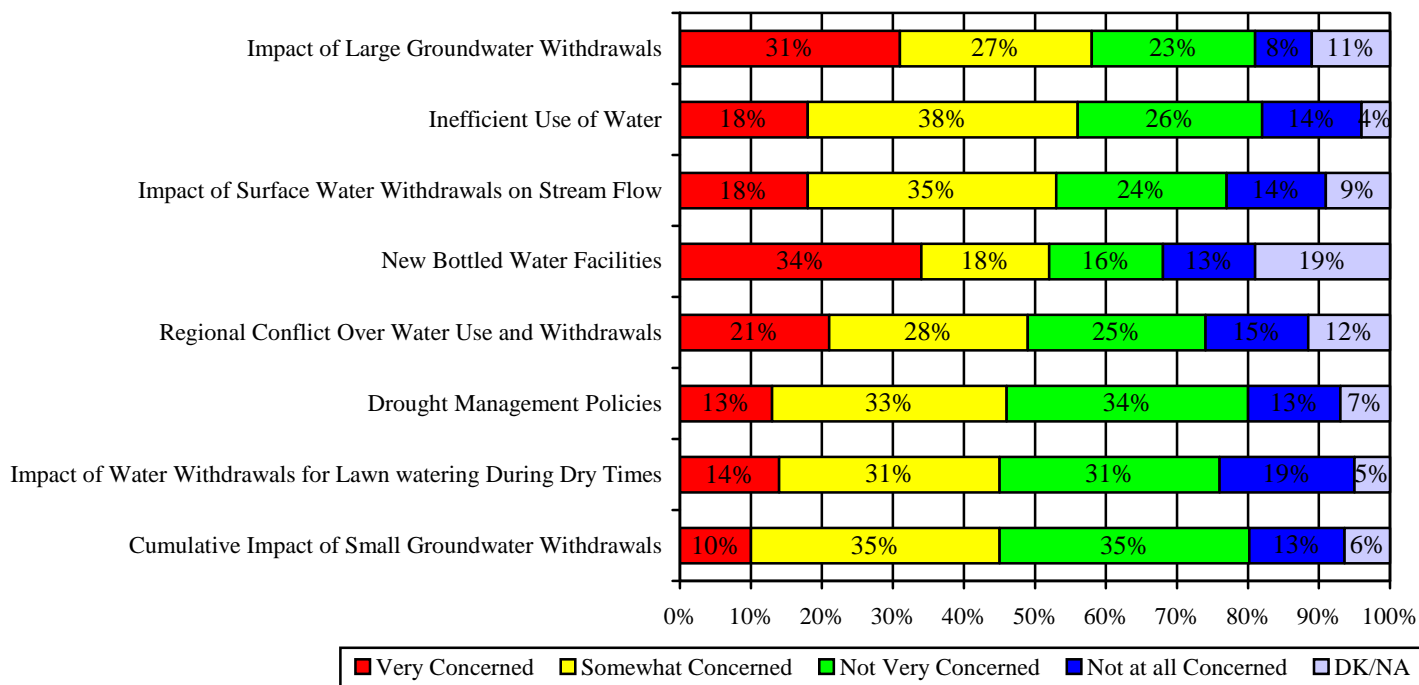 Impact of Large Groundwater Withdrawals 31% 27% 23% 8% 11%
Inefficient Use of Water 18% 38% 26% 14% 4%
Impact of Surface Water Withdrawals on Stream Flow 18% 35% 24% 14% 9%
New Bottled Water Facilities 34% 18% 16% 13% 19%
Regional Conflict Over Water Use and Withdrawals 21% 28% 25% 15% 12%
Drought Management Policies 13% 33% 34% 13% 7%
Impact of Water Withdrawals for Lawn watering During Dry Times 14% 31% 31% 19% 5%
Cumulative Impact of Small Groundwater Withdrawals 10% 35% 35% 13% 6%
0% 10% 20% 30% 40% 50% 60% 70% 80% 90% 100%
Very Concerned Somewhat Concerned Not Very Concerned Not at all Concerned DK/NA